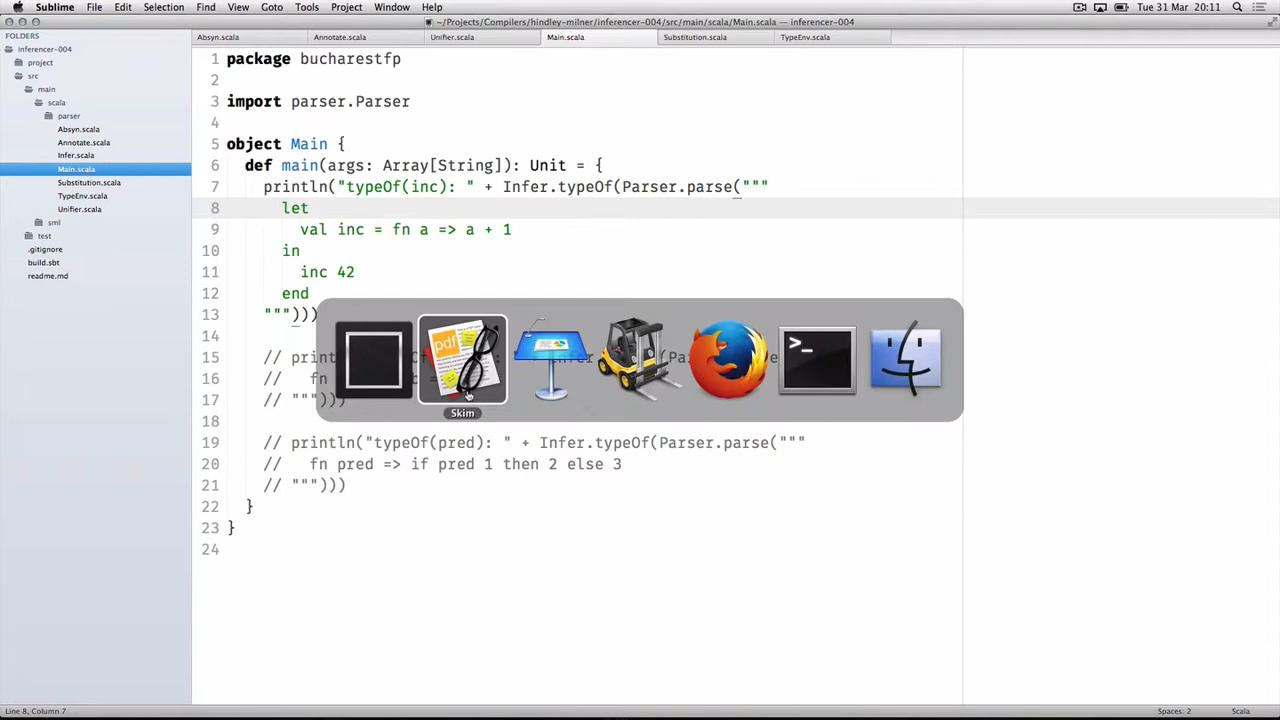 Sublime File Edit Selection Find View Goto Tools Project Window Help Tue 31 Mar 20:11
~/Projects/Compilers/hindley-milner/inferencer-004/src/main/scala/Main.scala — inferencer-004
FOLDERS
inferencer-004
project
src
main
scala
parser
Absyn.scala
Annotate.scala
Infer.scala
Main.scala
Substitution.scala
TypeEnv.scala
Unifier.scala
sml
test
.gitignore
build.sbt
readme.md
Absyn.scala Annotate.scala Unifier.scala Main.scala Substitution.scala TypeEnv.scala
1 package bucharestfp
2
3 import parser.Parser
4
5 object Main {
6 def main(args: Array[String]): Unit = {
7 println("typeOf(inc): " + Infer.typeOf(Parser.parse("""
8 let
9 val inc = fn a => a + 1
10 in
11 inc 42
12 end
13 """)))
14
15 // print
16 // fn
17 // """)))
18
19 // println("typeOf(pred): " + Infer.typeOf(Parser.parse("""
20 // fn pred => if pred 1 then 2 else 3
21 // """)))
22 }
23 }
24
pdf
>_
Skim
Line 8, Column 7 Spaces: 2 Scala